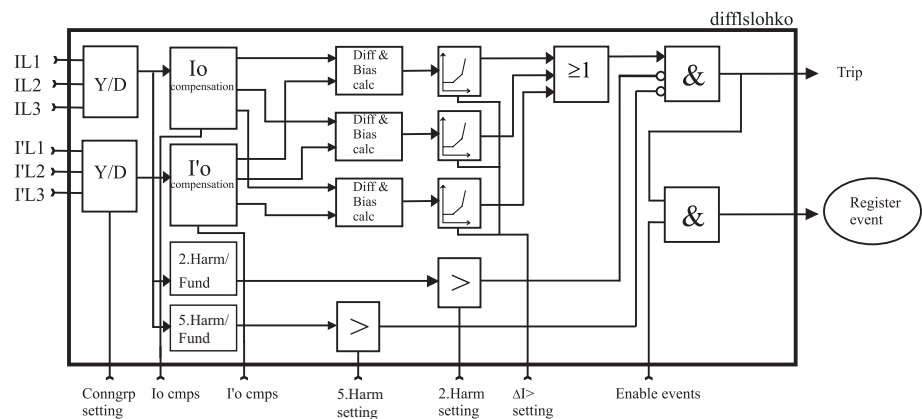 difflslohko
IL1
IL2
IL3
Y/D
Io
compensation
Diff &
Bias
calc
≥1
&
Trip
I'L1
I'L2
I'L3
Y/D
I'o
compensation
Diff &
Bias
calc
Diff &
Bias
calc
&
Register
event
2.Harm/
Fund
>
5.Harm/
Fund
>
Conngrp
setting
Io cmps
I'o cmps
5.Harm
setting
2.Harm
setting
ΔI>
setting
Enable events